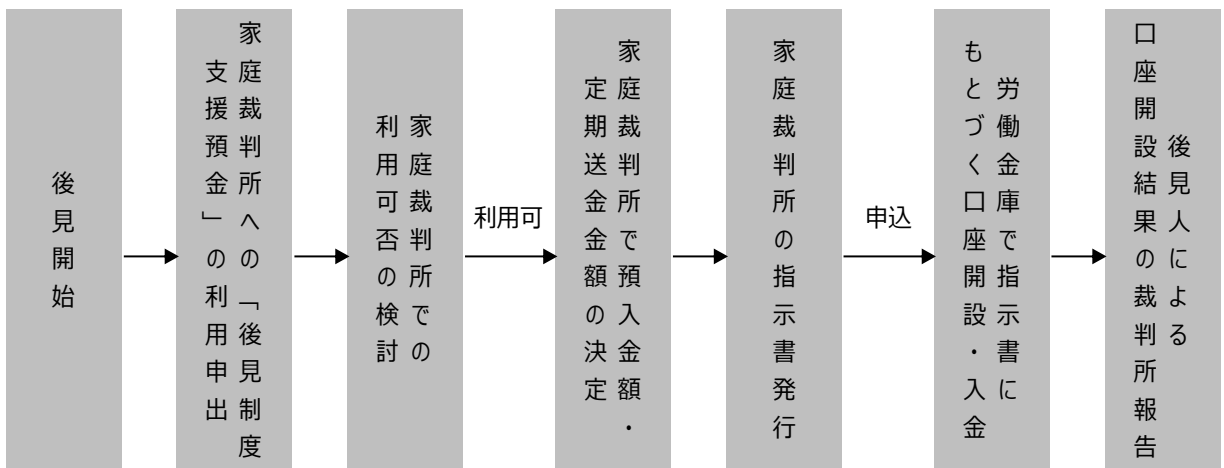 後見開始
家庭裁判所への「後見制度
支援預金」の利用申出
家庭裁判所での
利用可否の検討
利用可
家庭裁判所で預入金額・
定期送金金額の決定
家庭裁判所の指示書発行
申込
労働金庫で指示書に
もとづく口座開設・入金
後見人による
口座開設結果の裁判所報告